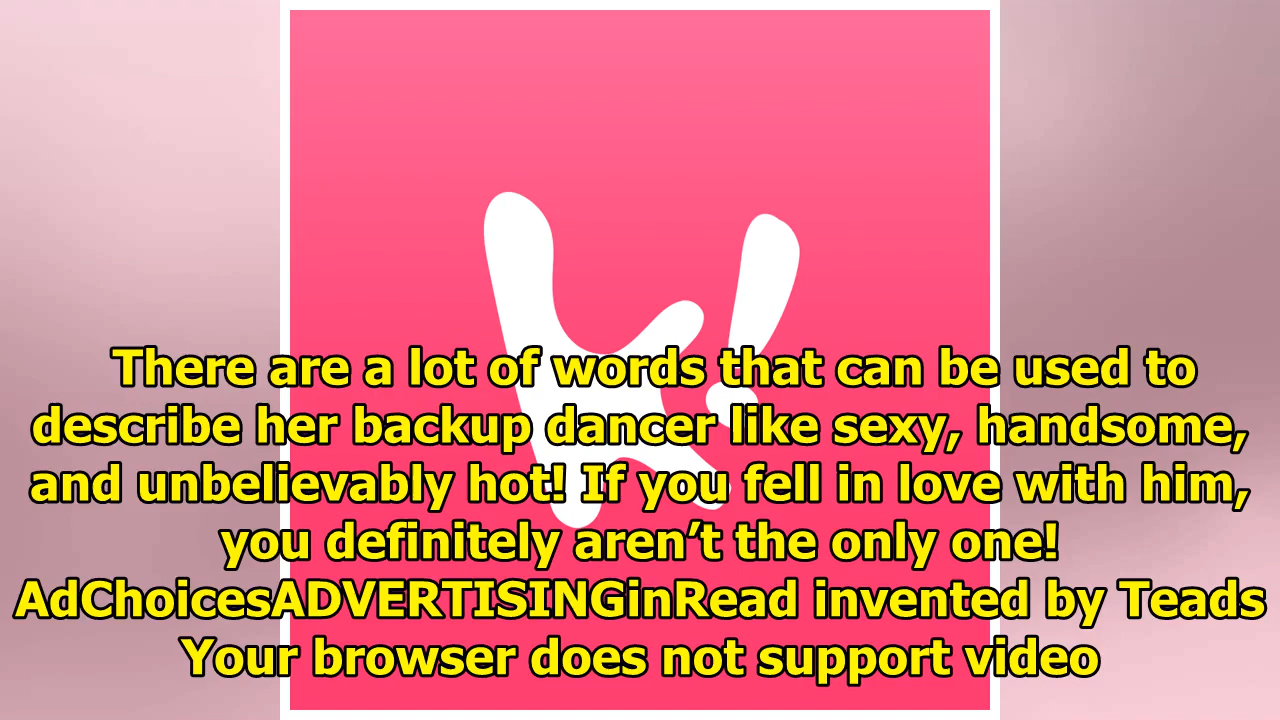 k!
There are a lot of words that can be used to
describe her backup dancer like sexy, handsome,
and unbelievably hot! If you fell in love with him,
you definitely aren’t the only one!
AdChoicesADVERTISINGinRead invented by Teads
Your browser does not support video